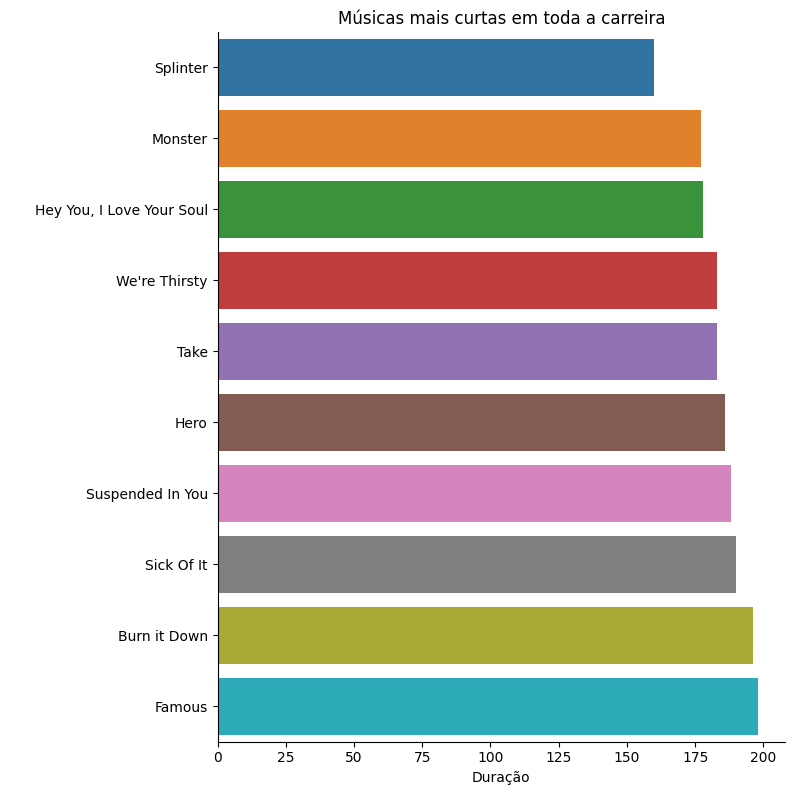 Músicas mais curtas em toda a carreira
Splinter
Monster
Hey You, I Love Your Soul
We're Thirsty
Take
Hero
Suspended In You
Sick Of It
Burn it Down
Famous
0 25 50 75 100 125 150 175 200
Duração